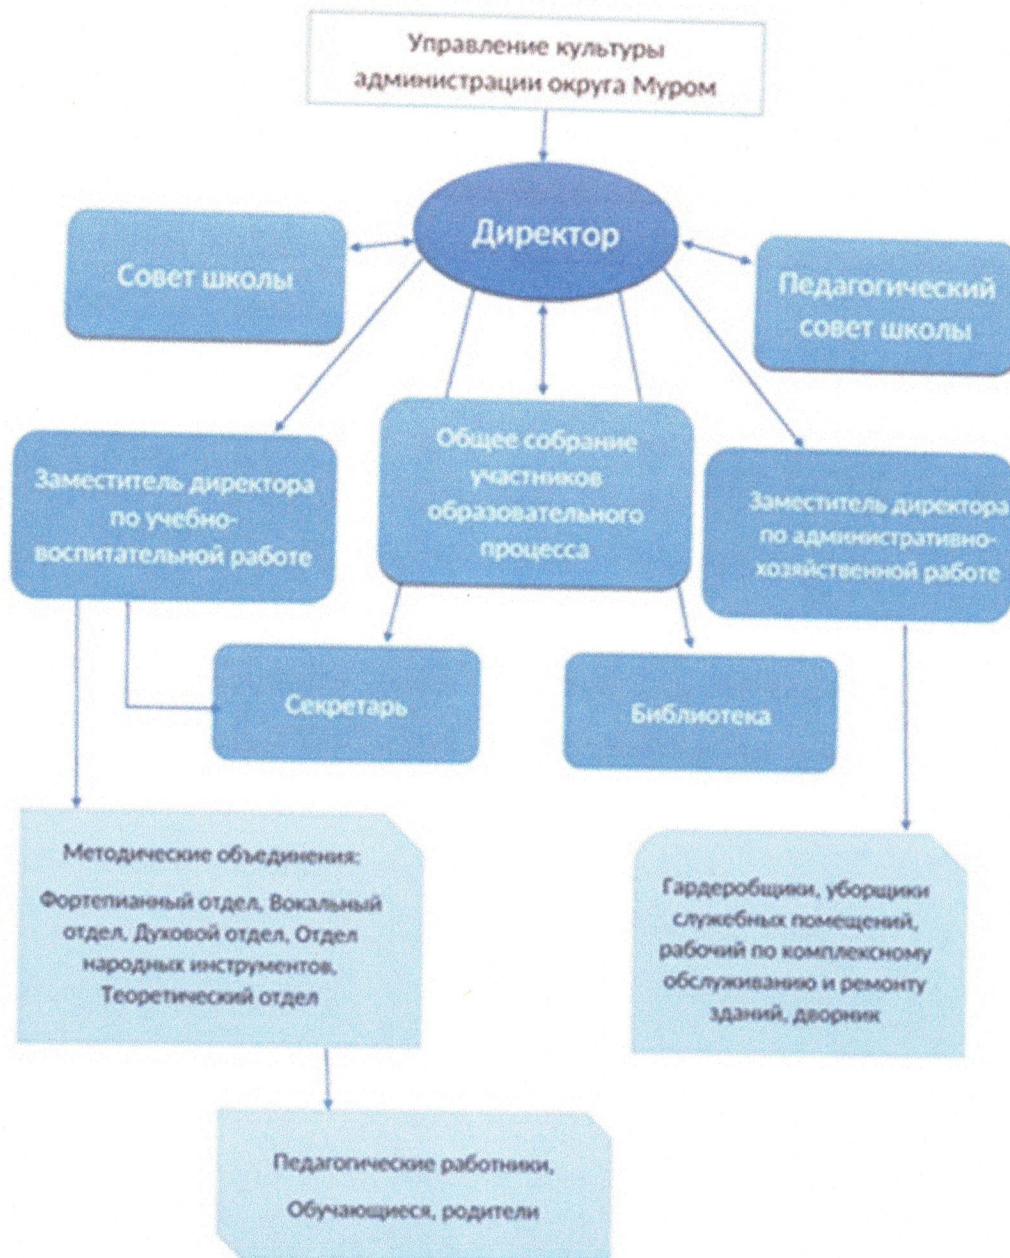 Управление культуры
администрации округа Муром
Директор
Совет школы
Педагогический
совет школы
Заместитель директора
по учебно-
воспитательной работе
Общее собрание
участников
образовательного
процесса
Заместитель директора
по административно-
хозяйственной работе
Секретарь
Библиотека
Методические объединения:
Фортепианный отдел, Вокальный
отдел, Духовой отдел, Отдел
народных инструментов,
Теоретический отдел
Гардеробщики, уборщики
служебных помещений,
рабочий по комплексному
обслуживанию и ремонту
зданий, дворник
Педагогические работники,
Обучающиеся, родители